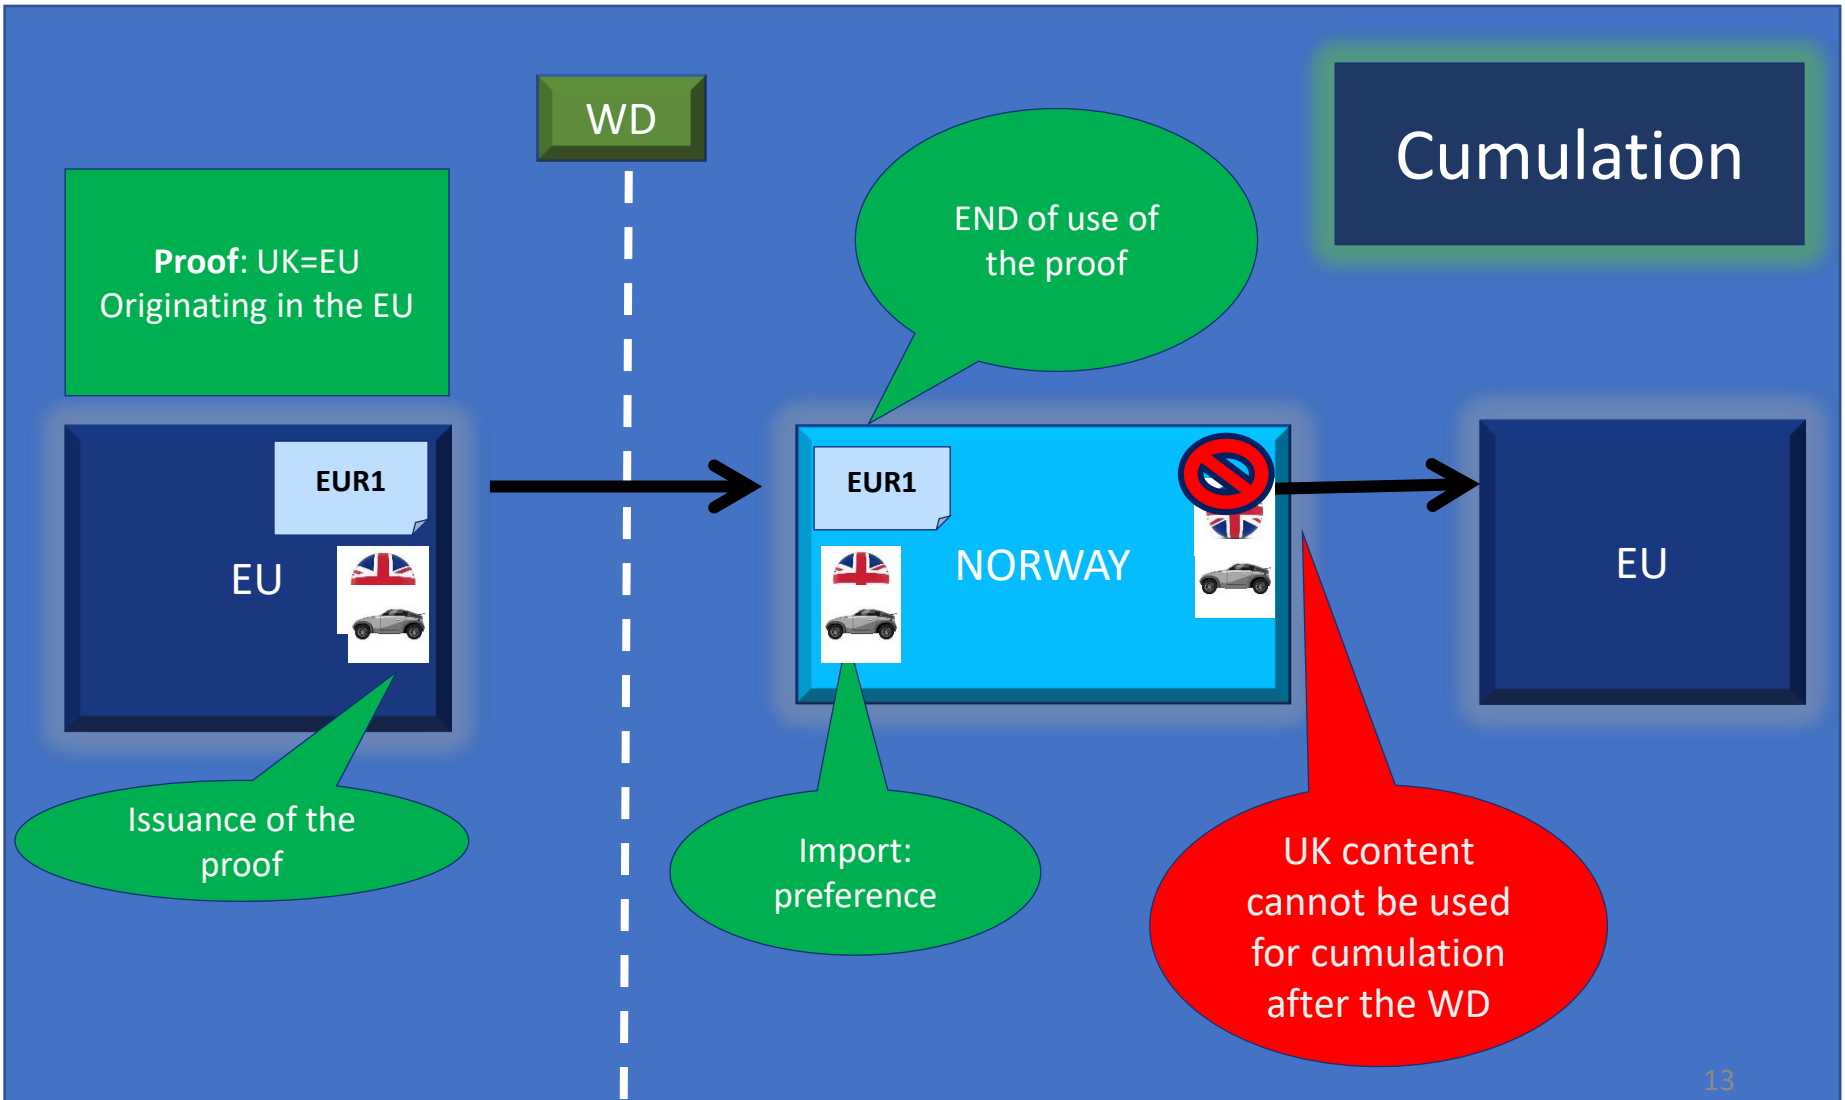 WD
Cumulation
Proof: UK=EU
Originating in the EU
END of use of
the proof
EUR1
EU
EUR1
NORWAY
EU
Issuance of the
proof
Import:
preference
UK content
cannot be used
for cumulation
after the WD
13